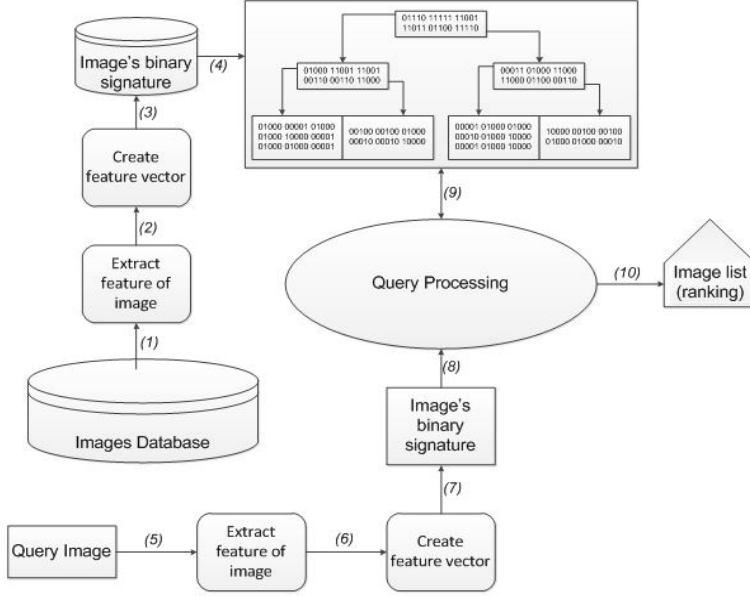 01110 11111 11001
11011 01100 11110
01000 11001 11001
00110 00110 11000
00011 01000 11000
11000 01100 00110
01000 00001 01000
01000 10000 00001
01000 01000 00001
00100 00100 01000
00010 00010 10000
00001 01000 01000
00010 01000 10000
00001 01000 10000
10000 00100 00100
01000 01000 00010
Image's binary
signature
(4)
(3)
Create
feature vector
(2)
Extract
feature of
image
(1)
Images Database
(9)
Query Processing
(10)
Image list
(ranking)
(8)
Image's
binary
signature
(7)
Query Image
(5)
Extract
feature of
image
(6)
Create
feature vector